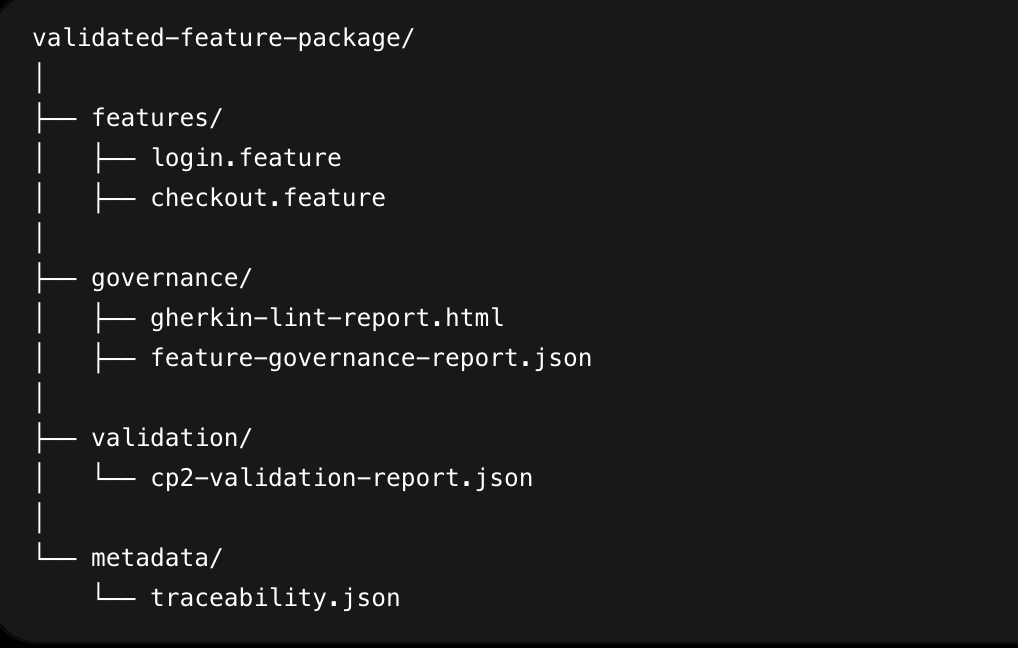 validated-feature-package/
│
├── features/
│   ├── login.feature
│   ├── checkout.feature
│
├── governance/
│   ├── gherkin-lint-report.html
│   ├── feature-governance-report.json
│
├── validation/
│   └── cp2-validation-report.json
│
└── metadata/
    └── traceability.json